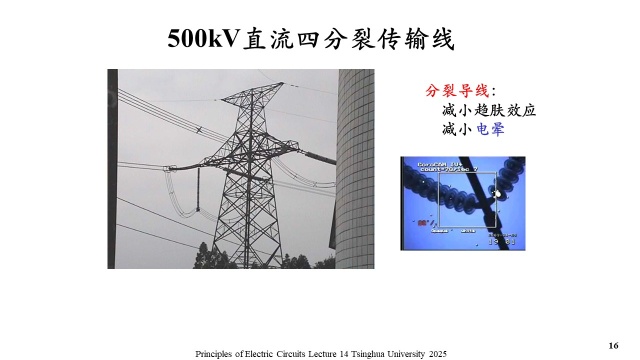 500kV直流四分裂传输线
分裂导线：
减小趋肤效应
减小电晕
16
Principles of Electric Circuits Lecture 14 Tsinghua University 2025